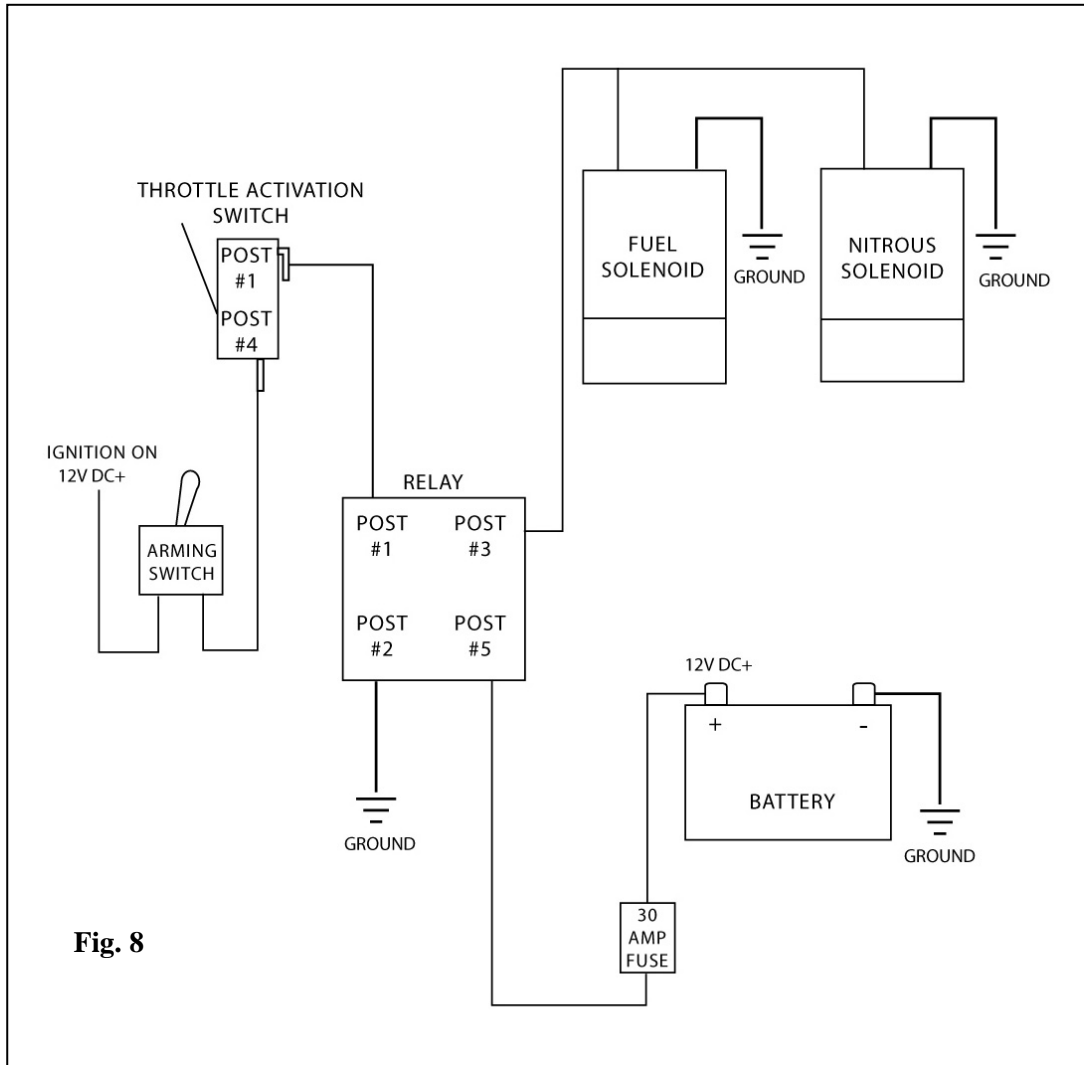 THROTTLE ACTIVATION
SWITCH
POST
#1
POST
#4
IGNITION ON
12V DC+
ARMING
SWITCH
RELAY
POST
#1
POST
#3
POST
#2
POST
#5
GROUND
FUEL
SOLENOID
GROUND
NITROUS
SOLENOID
GROUND
12V DC+
+
-
BATTERY
GROUND
30
AMP
FUSE
Fig. 8